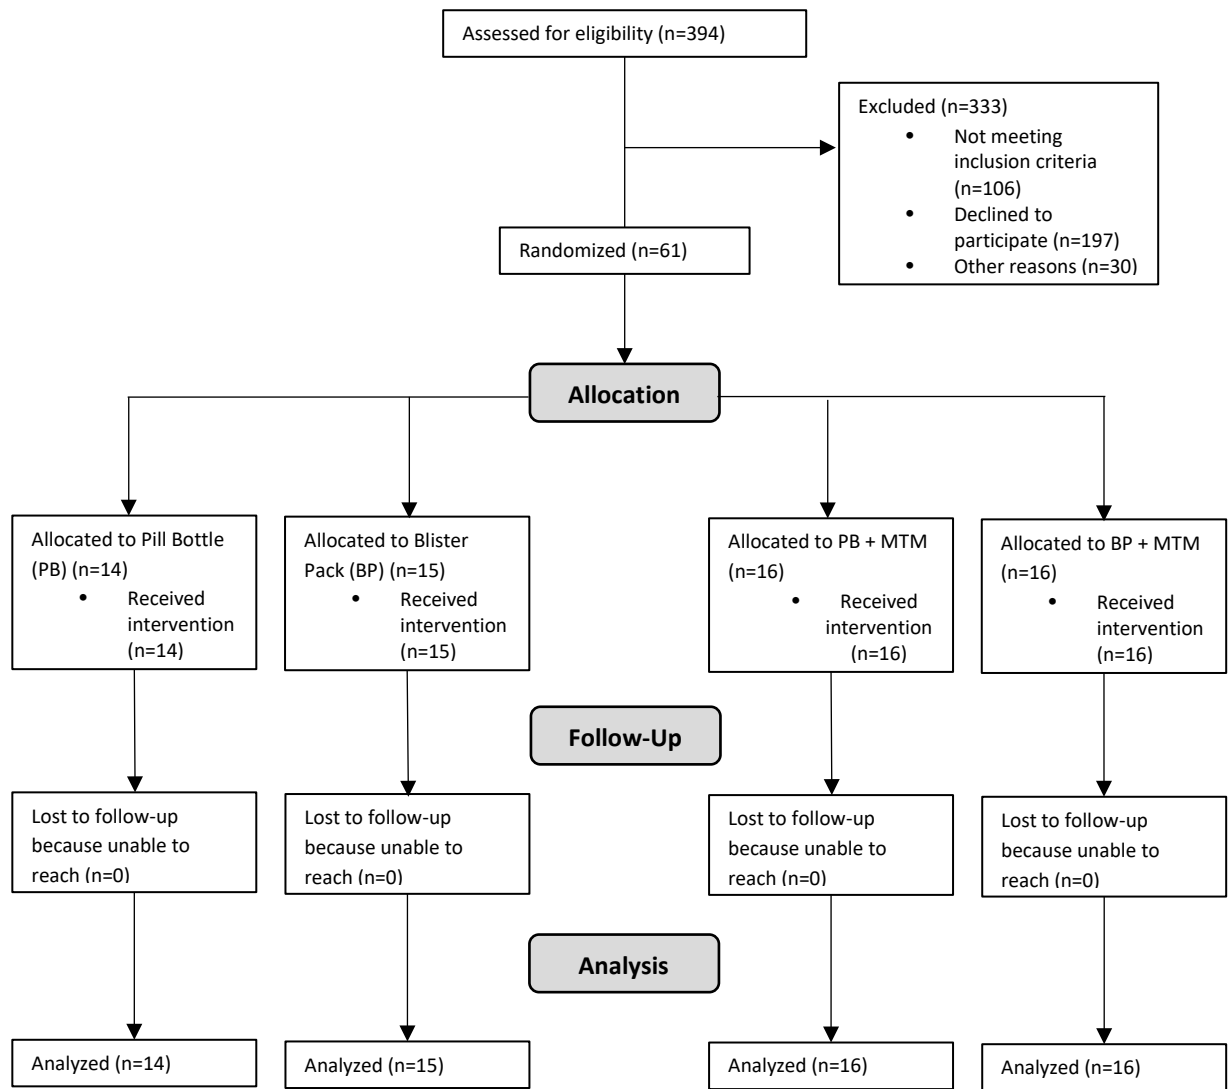 Assessed for eligibility (n=394)
Excluded (n=333)
• Not meeting
inclusion criteria
(n=106)
• Declined to
participate (n=197)
• Other reasons (n=30)
Randomized (n=61)
Allocation
Allocated to Pill Bottle
(PB) (n=14)
• Received
intervention
(n=14)
Allocated to Blister
Pack (BP) (n=15)
• Received
intervention
(n=15)
Allocated to PB + MTM
(n=16)
• Received
intervention
(n=16)
Allocated to BP + MTM
(n=16)
• Received
intervention
(n=16)
Follow-Up
Lost to follow-up
because unable to
reach (n=0)
Lost to follow-up
because unable to
reach (n=0)
Lost to follow-up
because unable to
reach (n=0)
Lost to follow-up
because unable to
reach (n=0)
Analysis
Analyzed (n=14)
Analyzed (n=15)
Analyzed (n=16)
Analyzed (n=16)